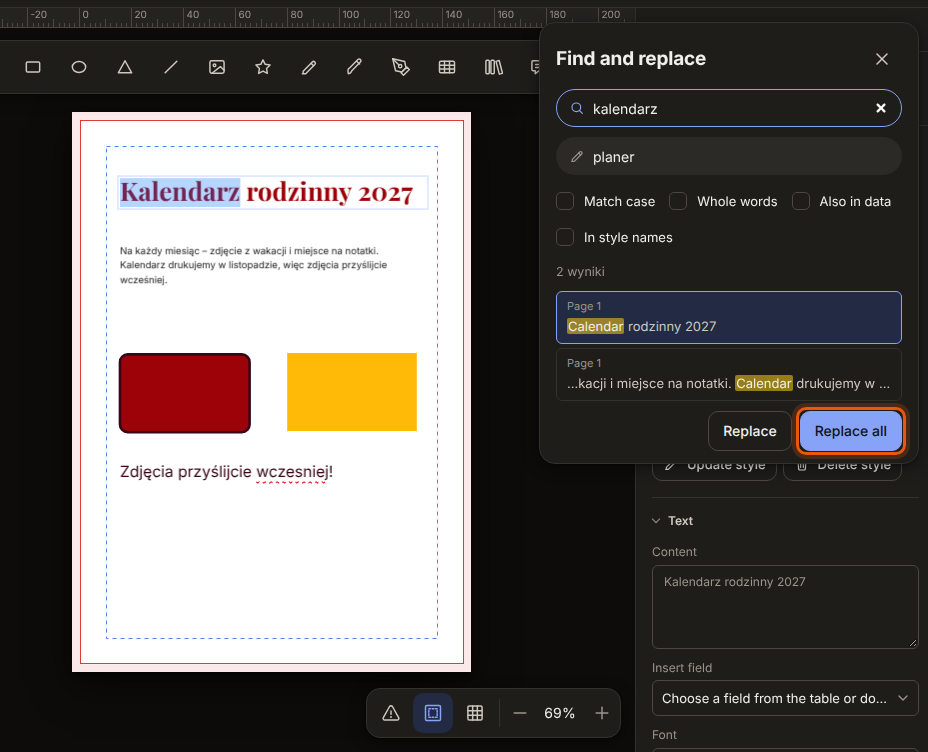 -20 0 20 40 60 80 100 120 140 160 180 200
Find and replace
kalendarz
planer
Match case Whole words Also in data
In style names
2 wyniki
Page 1
Calendar rodzinny 2027
Page 1
...kacji i miejsce na notatki. Calendar drukujemy w ...
Replace Replace all
Kalendarz rodzinny 2027
Na każdy miesiąc – zdjęcie z wakacji i miejsce na notatki.
Kalendarz drukujemy w listopadzie, więc zdjęcia przyślijcie
wcześniej.
Zdjęcia przyślijcie wczesniej!
Update style Delete style
Text
Content
Kalendarz rodzinny 2027
Insert field
Choose a field from the table or do...
Font
69%